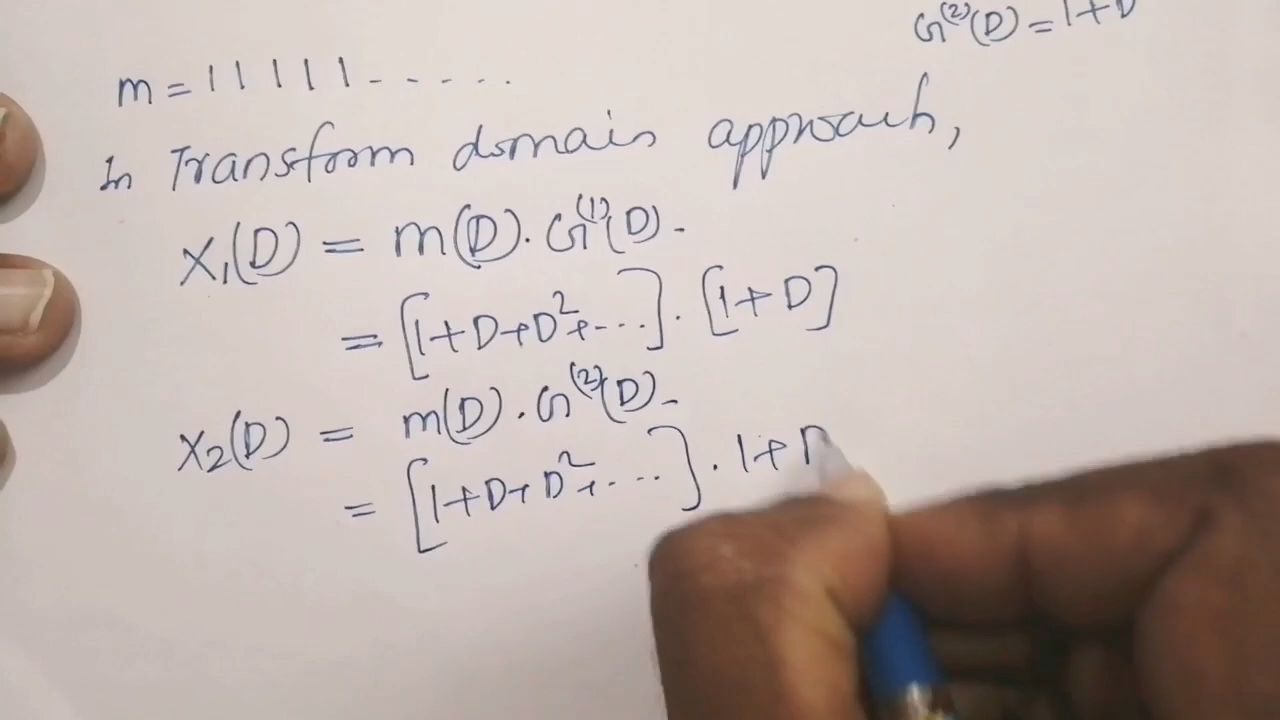 G⁽²⁾(D) = 1+D
m = 1 1 1 1 1 - - - - -
In Transform domain approach,
X₁(D) = m(D). G⁽¹⁾(D).
= [1+D+D²+...]. [1+D]
X₂(D) = m(D). G⁽²⁾(D).
= [1+D+D²+...]. 1+D